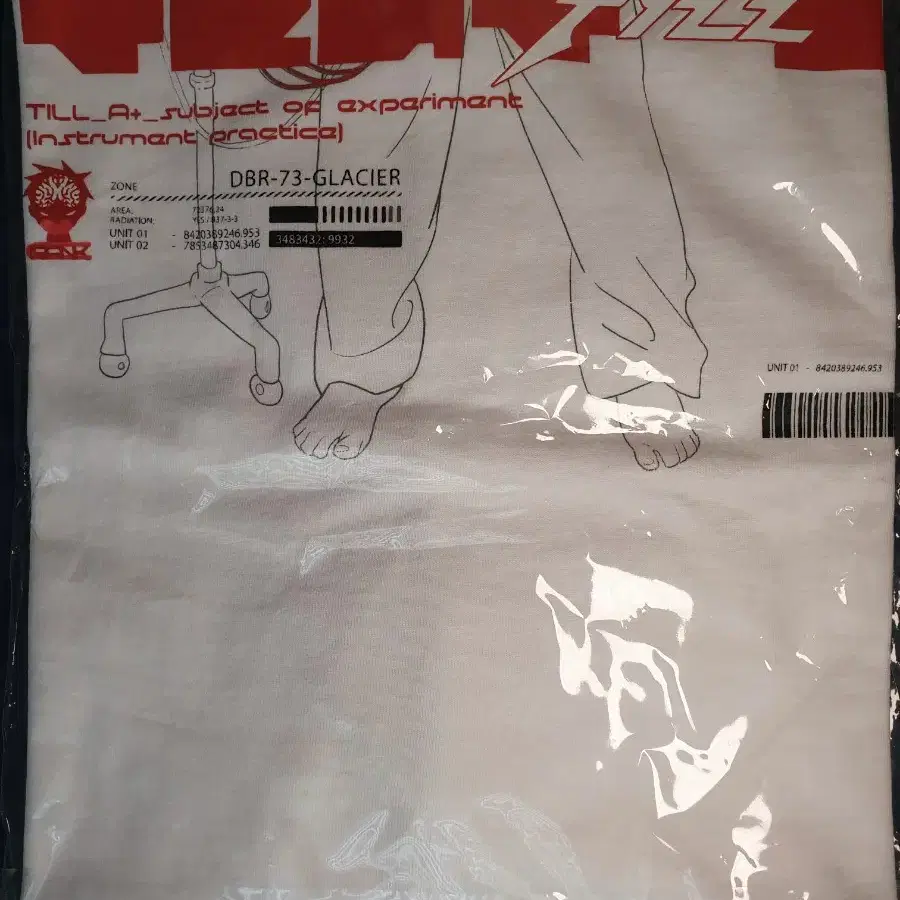 TILL
TILL_A+_subject of experiment
(Instrument practice)
ZONE
DBR-73-GLACIER
AREA:
RADIATION:
UNIT 01 - 8420389246.953
UNIT 02 - 7853487304.346
3483432:9932
UNIT 01 - 8420389246.953